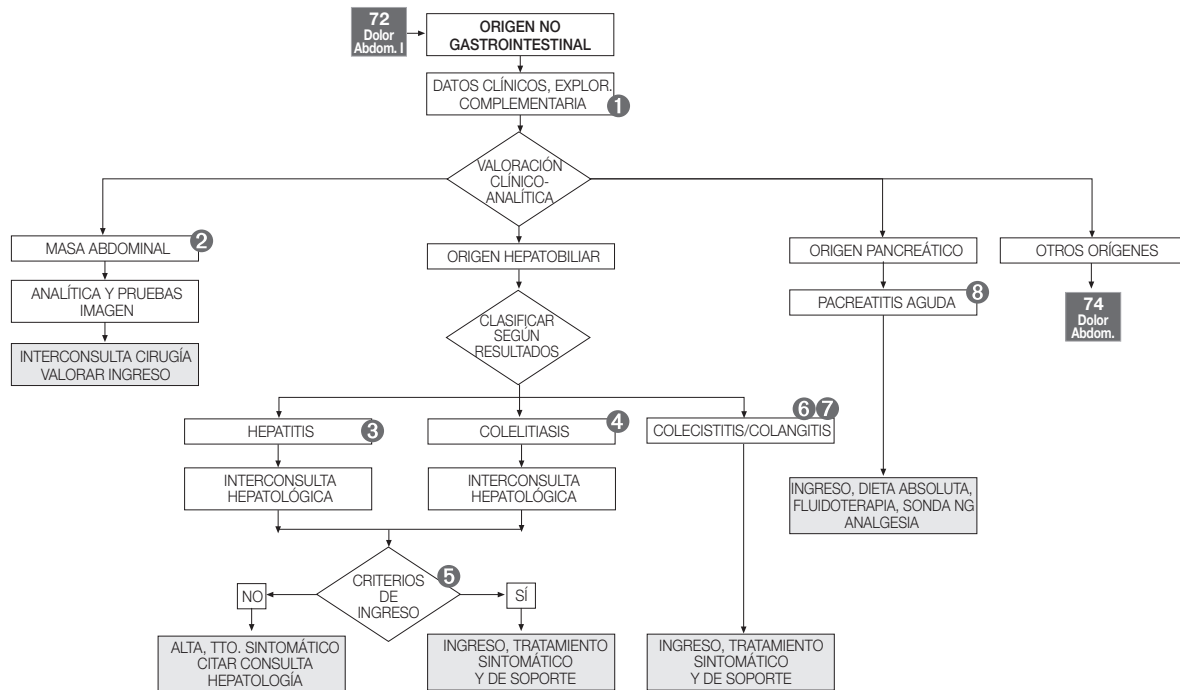 72
Dolor
Abdom. I
ORIGEN NO
GASTROINTESTINAL
DATOS CLÍNICOS, EXPLOR.
COMPLEMENTARIA
1
VALORACIÓN
CLÍNICO-
ANALÍTICA
MASA ABDOMINAL
2
ORIGEN HEPATOBILIAR
ORIGEN PANCREÁTICO
OTROS ORÍGENES
ANALÍTICA Y PRUEBAS
IMAGEN
CLASIFICAR
SEGÚN
RESULTADOS
PACREATITIS AGUDA
8
74
Dolor
Abdom.
INTERCONSULTA CIRUGÍA
VALORAR INGRESO
HEPATITIS
3
COLELITIASIS
4
COLECISTITIS/COLANGITIS
6 7
INTERCONSULTA
HEPATOLÓGICA
INTERCONSULTA
HEPATOLÓGICA
INGRESO, DIETA ABSOLUTA,
FLUIDOTERAPIA, SONDA NG
ANALGESIA
CRITERIOS
DE
INGRESO
5
NO
SÍ
ALTA, TTO. SINTOMÁTICO
CITAR CONSULTA
HEPATOLOGÍA
INGRESO, TRATAMIENTO
SINTOMÁTICO
Y DE SOPORTE
INGRESO, TRATAMIENTO
SINTOMÁTICO
Y DE SOPORTE